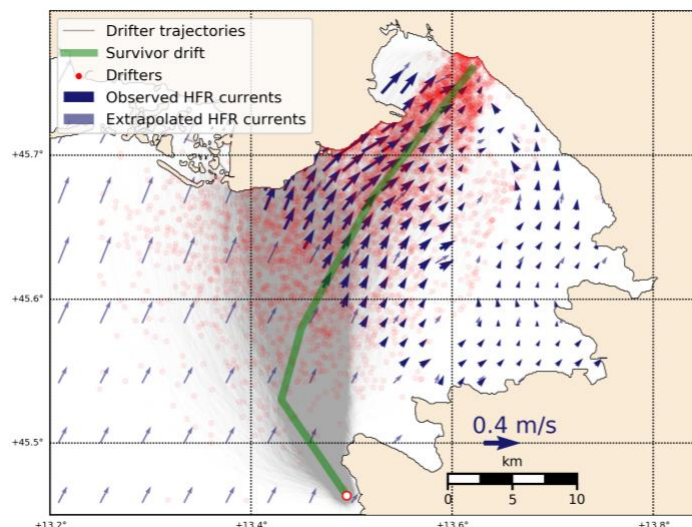 Drifter trajectories
Survivor drift
Drifters
Observed HFR currents
Extrapolated HFR currents
+45.7°
+45.6°
+45.5°
0.4 m/s
km
0 5 10
+13.2° +13.4° +13.6° +13.8°